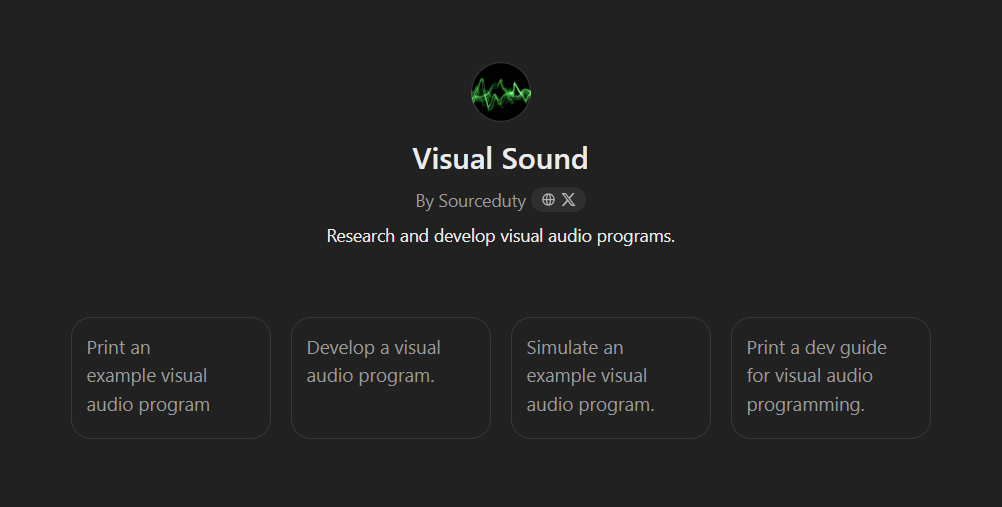 Visual Sound
By Sourceduty
Research and develop visual audio programs.
Print an
example visual
audio program
Develop a visual
audio program.
Simulate an
example visual
audio program.
Print a dev guide
for visual audio
programming.